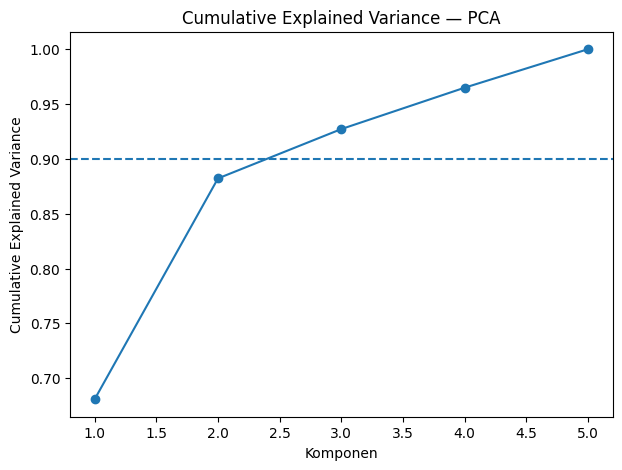 Cumulative Explained Variance — PCA
Cumulative Explained Variance
1.00
0.95
0.90
0.85
0.80
0.75
0.70
1.0 1.5 2.0 2.5 3.0 3.5 4.0 4.5 5.0
Komponen